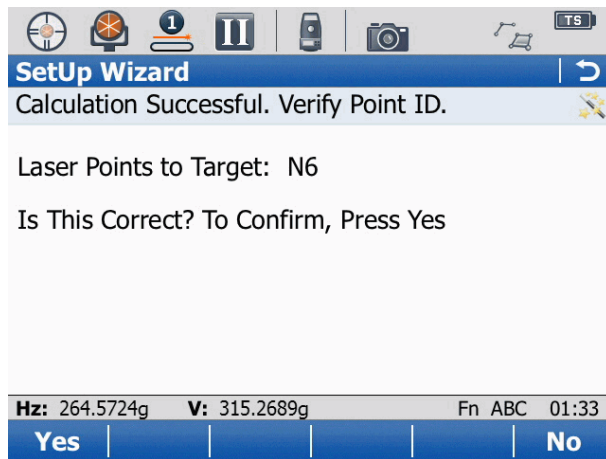 1 II TS
SetUp Wizard
Calculation Successful. Verify Point ID.
Laser Points to Target: N6
Is This Correct? To Confirm, Press Yes
Hz: 264.5724g V: 315.2689g Fn ABC 01:33
Yes No